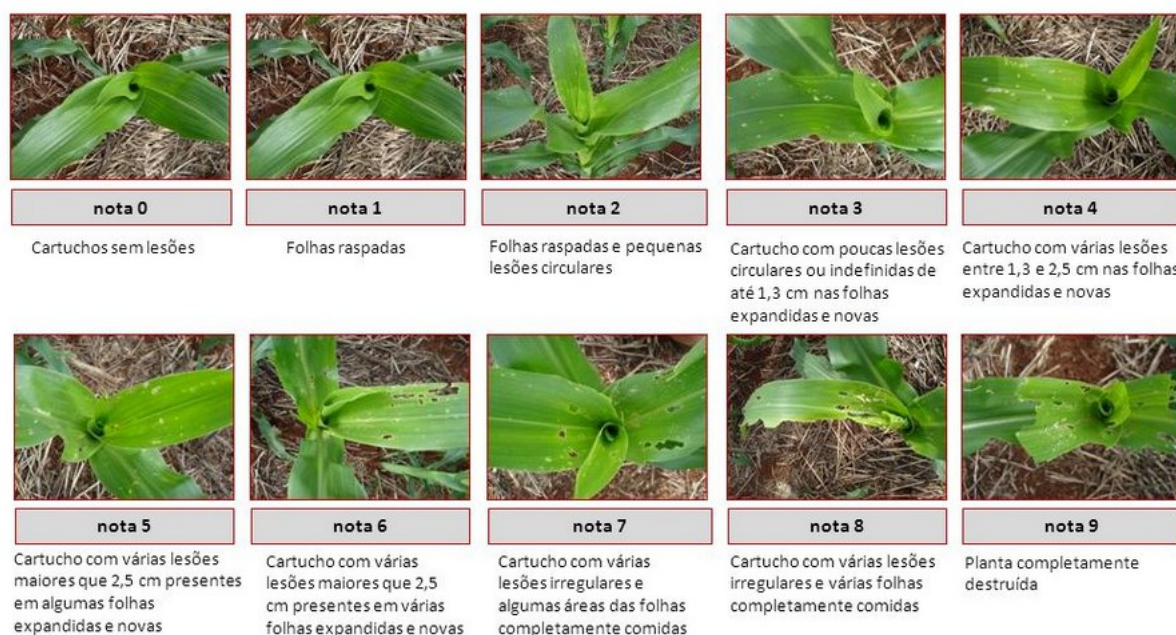 nota 0
Cartuchos sem lesões
nota 1
Folhas raspadas
nota 2
Folhas raspadas e pequenas
lesões circulares
nota 3
Cartucho com poucas lesões
circulares ou indefinidas de
até 1,3 cm nas folhas
expandidas e novas
nota 4
Cartucho com várias lesões
entre 1,3 e 2,5 cm nas folhas
expandidas e novas
nota 5
Cartucho com várias lesões
maiores que 2,5 cm presentes
em algumas folhas
expandidas e novas
nota 6
Cartucho com várias
lesões maiores que 2,5
cm presentes em várias
folhas expandidas e novas
nota 7
Cartucho com várias
lesões irregulares e
algumas áreas das folhas
completamente comidas
nota 8
Cartucho com várias lesões
irregulares e várias folhas
completamente comidas
nota 9
Planta completamente
destruída